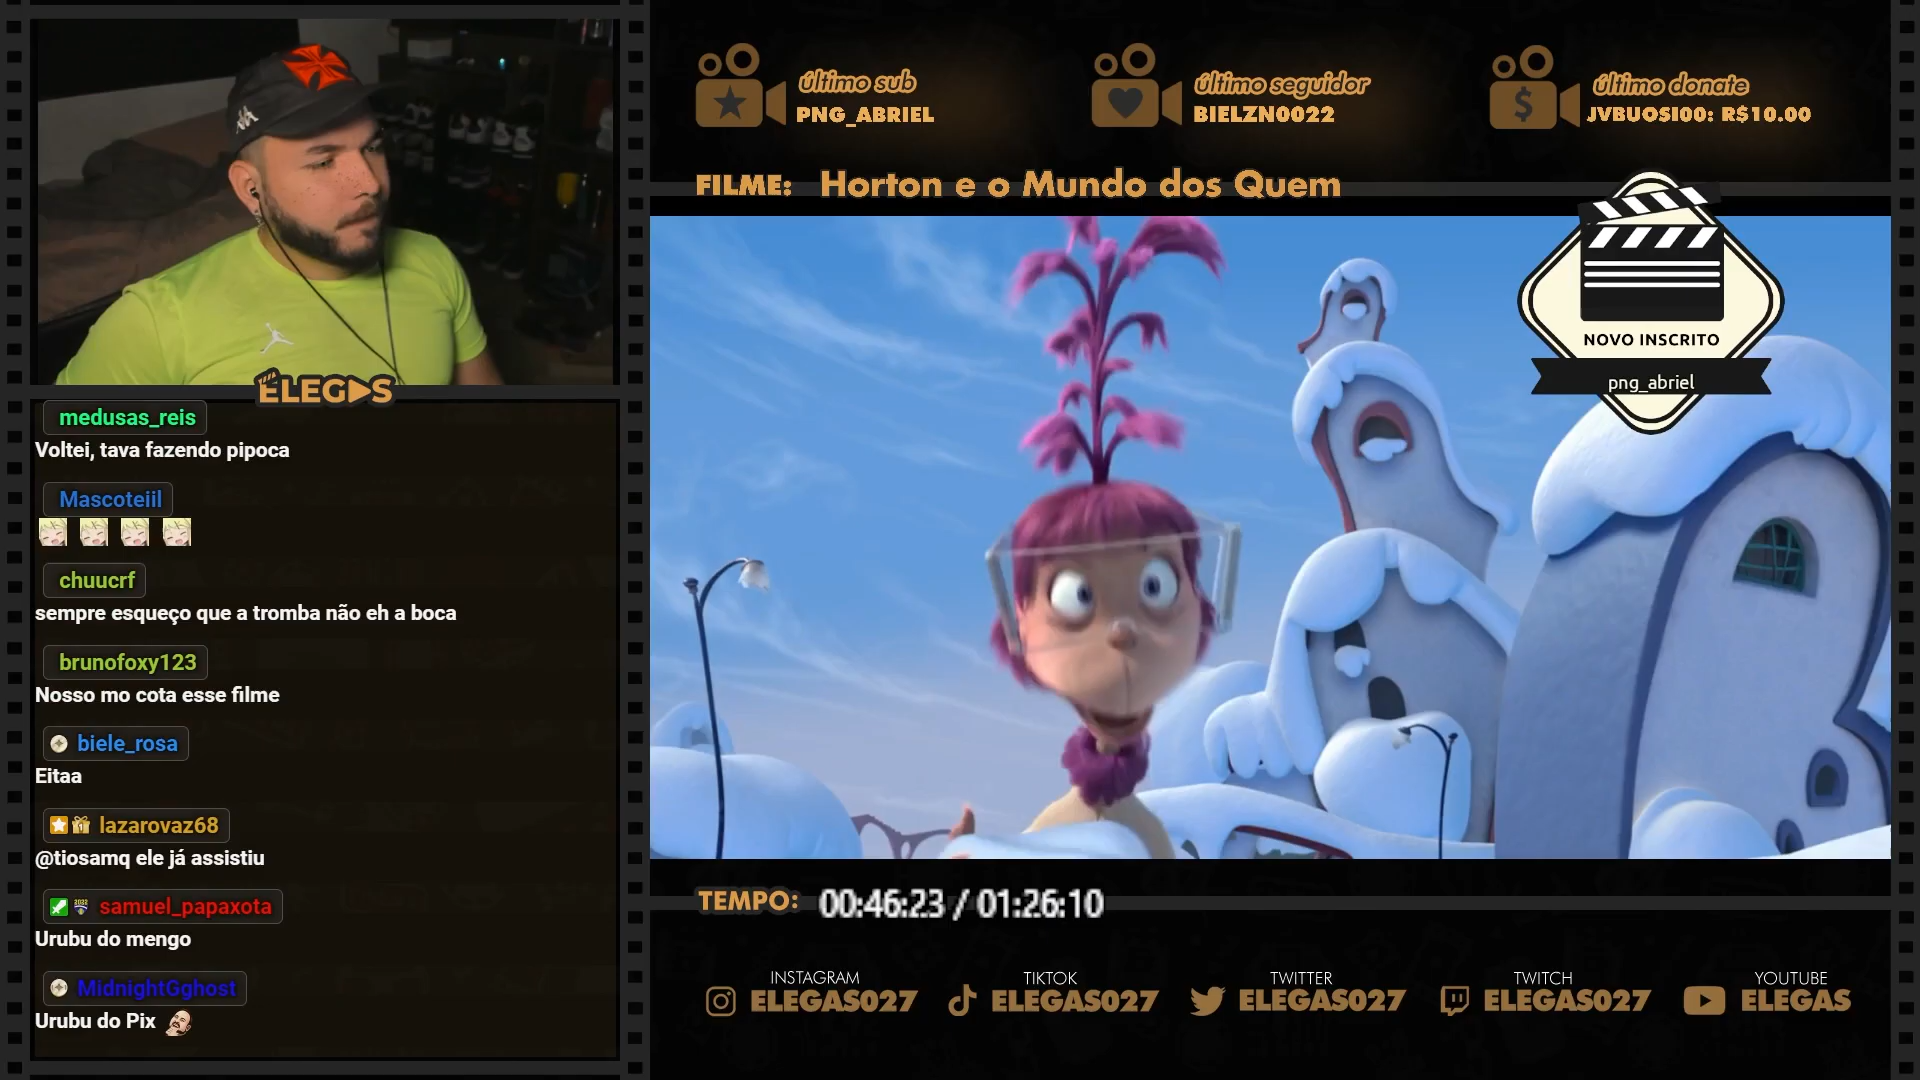 último sub
PNG_ABRIEL
último seguidor
BIELZN0022
último donate
JVBUOSI00: R$10.00
FILME: Horton e o Mundo dos Quem
NOVO INSCRITO
png_abriel
ELEGAS
medusas_reis
Voltei, tava fazendo pipoca
Mascoteiil
chuucrf
sempre esqueço que a tromba não eh a boca
brunofoxy123
Nosso mo cota esse filme
biele_rosa
Eitaa
lazarovaz68
@tiosamq ele já assistiu
samuel_papaxota
Urubu do mengo
MidnightGghost
Urubu do Pix
TEMPO: 00:46:23 / 01:26:10
INSTAGRAM
ELEGAS027
TIKTOK
ELEGAS027
TWITTER
ELEGAS027
TWITCH
ELEGAS027
YOUTUBE
ELEGAS